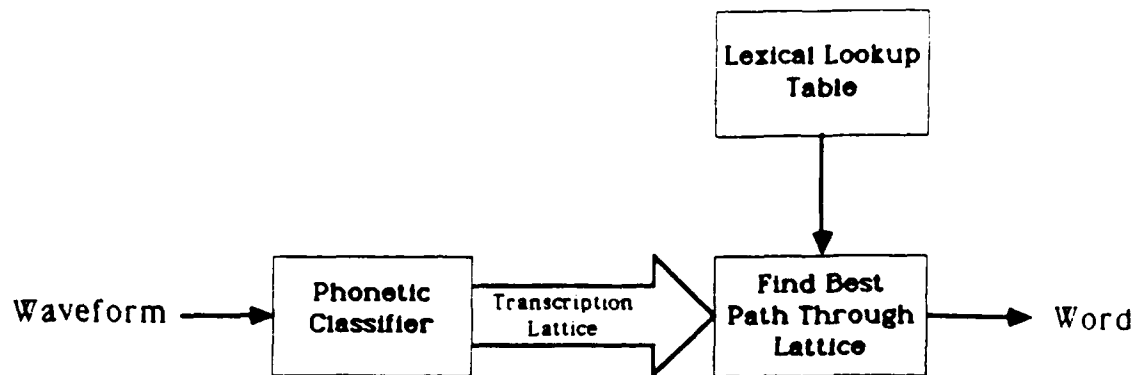 Lexical Lookup
Table
Waveform
Phonetic
Classifier
Transcription
Lattice
Find Best
Path Through
Lattice
Word